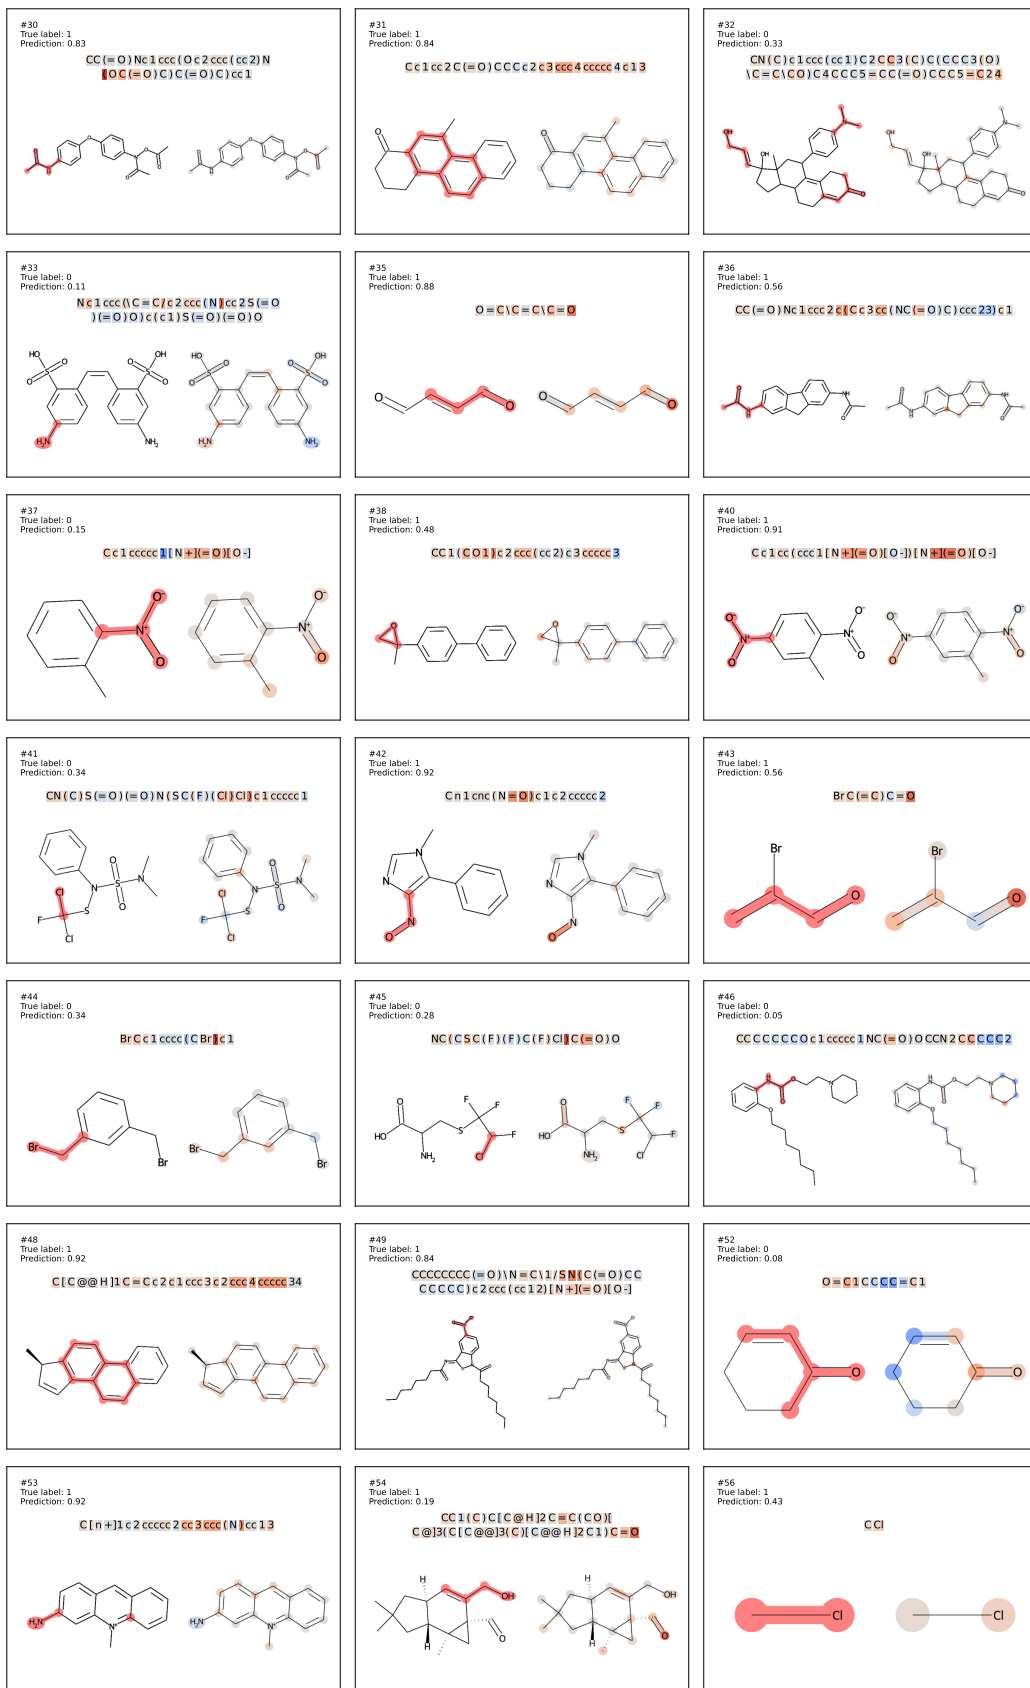 #30
True label: 1
Prediction: 0.83
CC(=O)Nc1ccc(Oc2ccc(cc2)N
(OC(=O)C)C(=O)C)cc1
#31
True label: 1
Prediction: 0.84
Cc1cc2C(=O)CCCc2c3ccc4ccccc4c13
#32
True label: 0
Prediction: 0.33
CN(C)c1ccc(cc1)C2CC3(C)C(CCC3(O)
\C=C\CO)C4CCC5=CC(=O)CCC5=C24
#33
True label: 0
Prediction: 0.11
Nc1ccc(\C=C/c2ccc(N)cc2S(=O
)(=O)O)c(c1)S(=O)(=O)O
#35
True label: 1
Prediction: 0.88
O=C\C=C\C=O
#36
True label: 1
Prediction: 0.56
CC(=O)Nc1ccc2c(Cc3cc(NC(=O)C)ccc23)c1
#37
True label: 0
Prediction: 0.15
Cc1ccccc1[N+](=O)[O-]
#38
True label: 1
Prediction: 0.48
CC1(CO1)c2ccc(cc2)c3ccccc3
#40
True label: 1
Prediction: 0.91
Cc1cc(ccc1[N+](=O)[O-])[N+](=O)[O-]
#41
True label: 0
Prediction: 0.34
CN(C)S(=O)(=O)N(SC(F)(Cl)Cl)c1ccccc1
#42
True label: 1
Prediction: 0.92
Cn1cnc(N=O)c1c2ccccc2
#43
True label: 1
Prediction: 0.56
BrC(=C)C=O
#44
True label: 0
Prediction: 0.34
BrCc1cccc(CBr)c1
#45
True label: 0
Prediction: 0.28
NC(CSC(F)(F)C(F)Cl)C(=O)O
#46
True label: 0
Prediction: 0.05
CCCCCCCOc1ccccc1NC(=O)OCCN2CCCCC2
#48
True label: 1
Prediction: 0.92
C[C@@H]1C=Cc2c1ccc3c2ccc4ccccc34
#49
True label: 1
Prediction: 0.84
CCCCCCCC(=O)\N=C\1/SN(C(=O)CC
CCCCC)c2ccc(cc12)[N+](=O)[O-]
#52
True label: 0
Prediction: 0.08
O=C1CCCC=C1
#53
True label: 1
Prediction: 0.92
C[n+]1c2ccccc2cc3ccc(N)cc13
#54
True label: 1
Prediction: 0.19
CC1(C)C[C@H]2C=C(CO)[
C@]3(C[C@@]3(C)[C@@H]2C1)C=O
#56
True label: 1
Prediction: 0.43
CCl